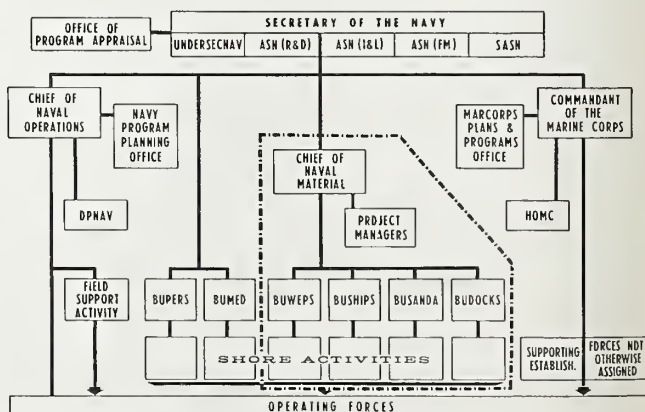 OFFICE OF
PROGRAM APPRAISAL
SECRETARY OF THE NAVY
UNDERSECNAV
ASN (R&D)
ASN (I&L)
ASN (FM)
SASN
CHIEF OF
NAVAL
OPERATIONS
NAVY
PROGRAM
PLANNING
OFFICE
MARCORPS
PLANS &
PROGRAMS
OFFICE
COMMANDANT
OF THE
MARINE CORPS
CHIEF OF
NAVAL
MATERIAL
DPNAV
PROJECT
MANAGERS
HQMC
FIELD
SUPPORT
ACTIVITY
BUPERS
BUMED
BUWEPS
BUSHIPS
BUSANDA
BUDOCKS
SHORE ACTIVITIES
SUPPORTING
ESTABLISH.
FORCES NOT
OTHERWISE
ASSIGNED
OPERATING FORCES